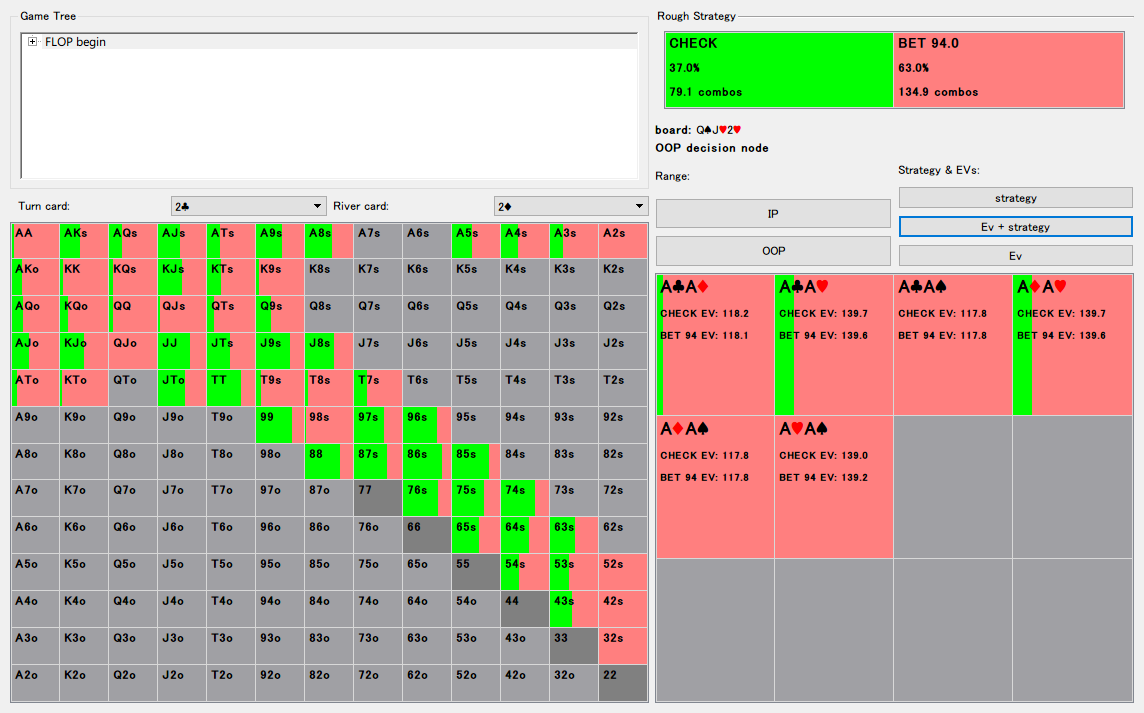 Game Tree
FLOP begin
Turn card:
2♣
River card:
2♦
AA AKs AQs AJs ATs A9s A8s A7s A6s A5s A4s A3s A2s
AKo KK KQs KJs KTs K9s K8s K7s K6s K5s K4s K3s K2s
AQo KQo QQ QJs QTs Q9s Q8s Q7s Q6s Q5s Q4s Q3s Q2s
AJo KJo QJo JJ JTs J9s J8s J7s J6s J5s J4s J3s J2s
ATo KTo QTo JTo TT T9s T8s T7s T6s T5s T4s T3s T2s
A9o K9o Q9o J9o T9o 99 98s 97s 96s 95s 94s 93s 92s
A8o K8o Q8o J8o T8o 98o 88 87s 86s 85s 84s 83s 82s
A7o K7o Q7o J7o T7o 97o 87o 77 76s 75s 74s 73s 72s
A6o K6o Q6o J6o T6o 96o 86o 76o 66 65s 64s 63s 62s
A5o K5o Q5o J5o T5o 95o 85o 75o 65o 55 54s 53s 52s
A4o K4o Q4o J4o T4o 94o 84o 74o 64o 54o 44 43s 42s
A3o K3o Q3o J3o T3o 93o 83o 73o 63o 53o 43o 33 32s
A2o K2o Q2o J2o T2o 92o 82o 72o 62o 52o 42o 32o 22
Rough Strategy
CHECK
37.0%
79.1 combos
BET 94.0
63.0%
134.9 combos
board: Q♠J♥2♥
OOP decision node
Range:
IP
OOP
Strategy & EVs:
strategy
Ev + strategy
Ev
A♣A♦
CHECK EV: 118.2
BET 94 EV: 118.1
A♣A♥
CHECK EV: 139.7
BET 94 EV: 139.6
A♣A♠
CHECK EV: 117.8
BET 94 EV: 117.8
A♦A♥
CHECK EV: 139.7
BET 94 EV: 139.6
A♦A♠
CHECK EV: 117.8
BET 94 EV: 117.8
A♥A♠
CHECK EV: 139.0
BET 94 EV: 139.2